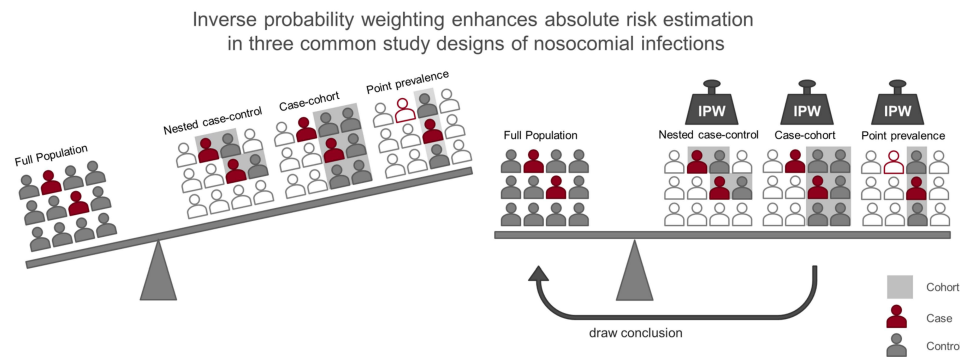 Inverse probability weighting enhances absolute risk estimation
in three common study designs of nosocomial infections
Full Population
Nested case-control
Case-cohort
Point prevalence
IPW
IPW
IPW
Full Population
Nested case-control
Case-cohort
Point prevalence
draw conclusion
Cohort
Case
Control